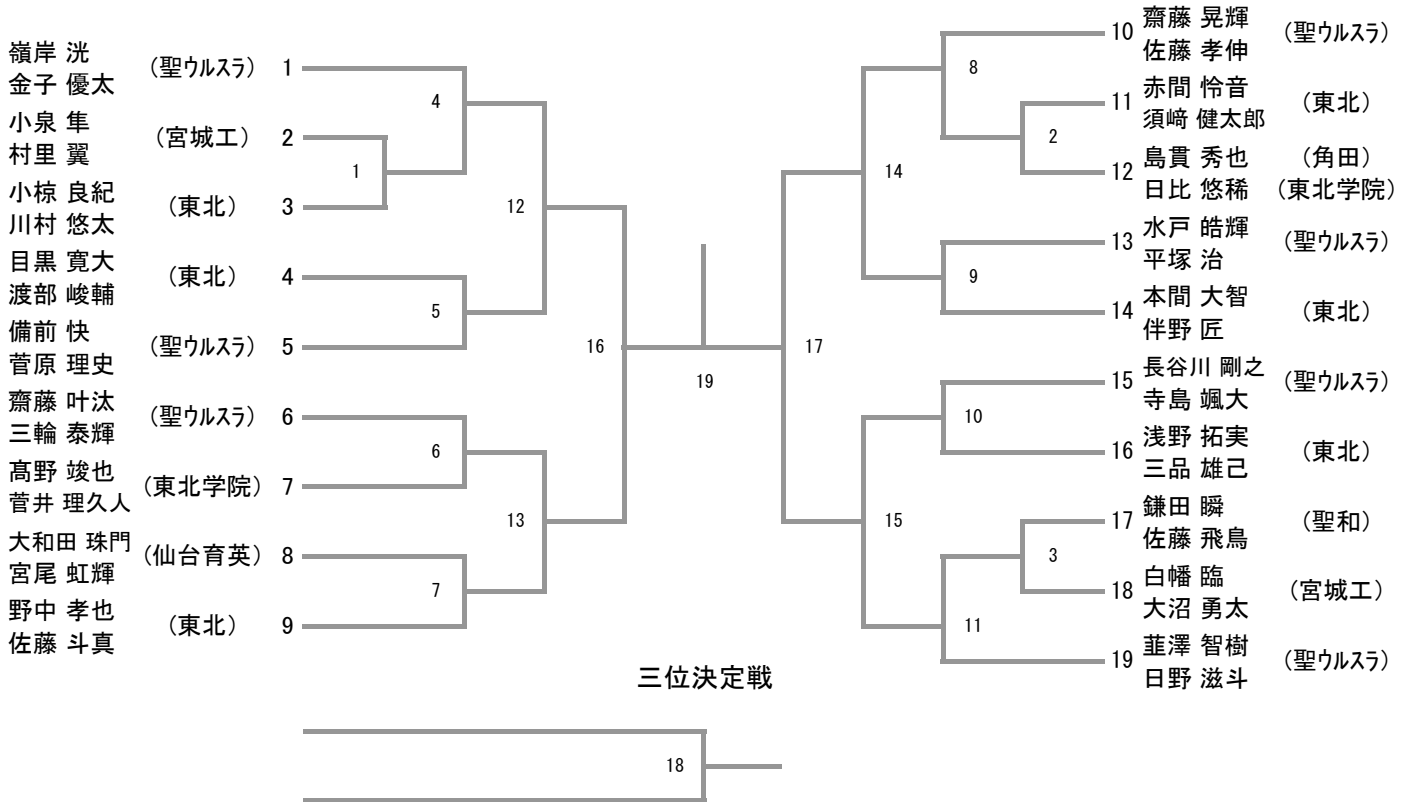 嶺岸 洸
金子 優太
(聖ウルスラ) 1
小泉 隼
村里 翼
(宮城工) 2
小椋 良紀
川村 悠太
(東北) 3
目黒 寛大
渡部 峻輔
(東北) 4
備前 快
菅原 理史
(聖ウルスラ) 5
齋藤 叶汰
三輪 泰輝
(聖ウルスラ) 6
髙野 竣也
菅井 理久人
(東北学院) 7
大和田 珠門
宮尾 虹輝
(仙台育英) 8
野中 孝也
佐藤 斗真
(東北) 9
1
4
5
6
7
12
13
16
19
17
14
15
8
2
9
10
3
11
10 齋藤 晃輝
佐藤 孝伸
(聖ウルスラ)
11 赤間 怜音
須﨑 健太郎
(東北)
12 島貫 秀也 (角田)
日比 悠稀 (東北学院)
13 水戸 皓輝
平塚 治
(聖ウルスラ)
14 本間 大智
伴野 匠
(東北)
15 長谷川 剛之
寺島 颯大
(聖ウルスラ)
16 浅野 拓実
三品 雄己
(東北)
17 鎌田 瞬
佐藤 飛鳥
(聖和)
18 白幡 臨
大沼 勇太
(宮城工)
19 韮澤 智樹
日野 滋斗
(聖ウルスラ)
三位決定戦
18